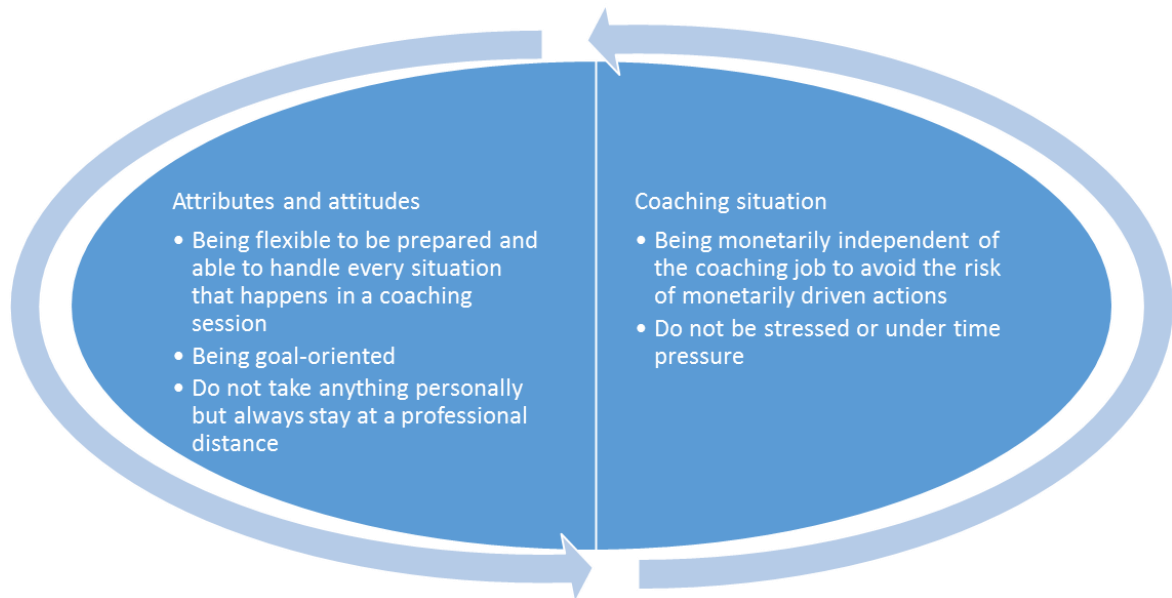 Attributes and attitudes
• Being flexible to be prepared and
able to handle every situation
that happens in a coaching
session
• Being goal-oriented
• Do not take anything personally
but always stay at a professional
distance
Coaching situation
• Being monetarily independent of
the coaching job to avoid the risk
of monetarily driven actions
• Do not be stressed or under time
pressure